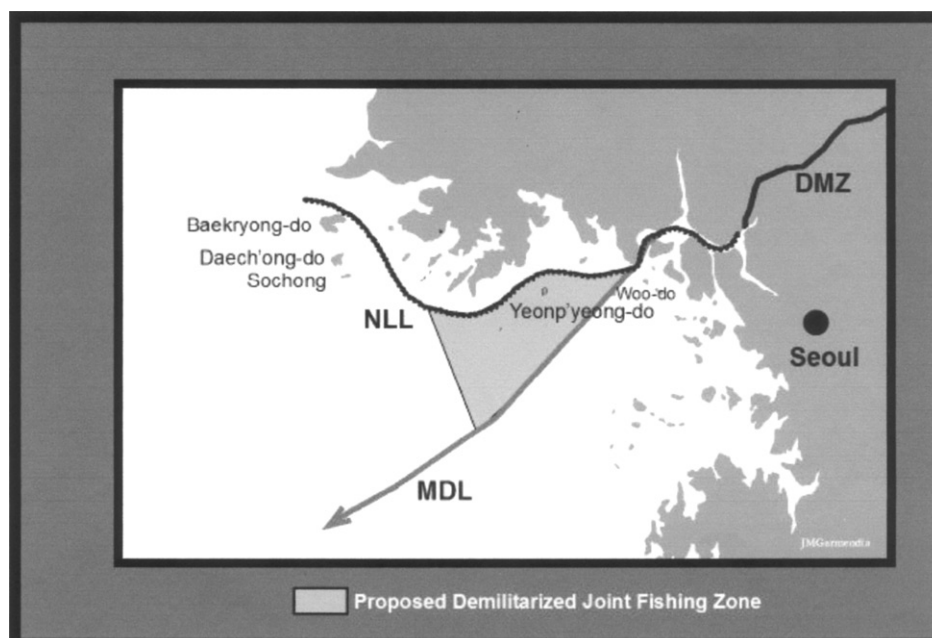 DMZ
Baekryong-do
Daech'ong-do
Sochong
NLL
Woo-do
Yeonp'yeong-do
Seoul
MDL
JMGarmendia
Proposed Demilitarized Joint Fishing Zone